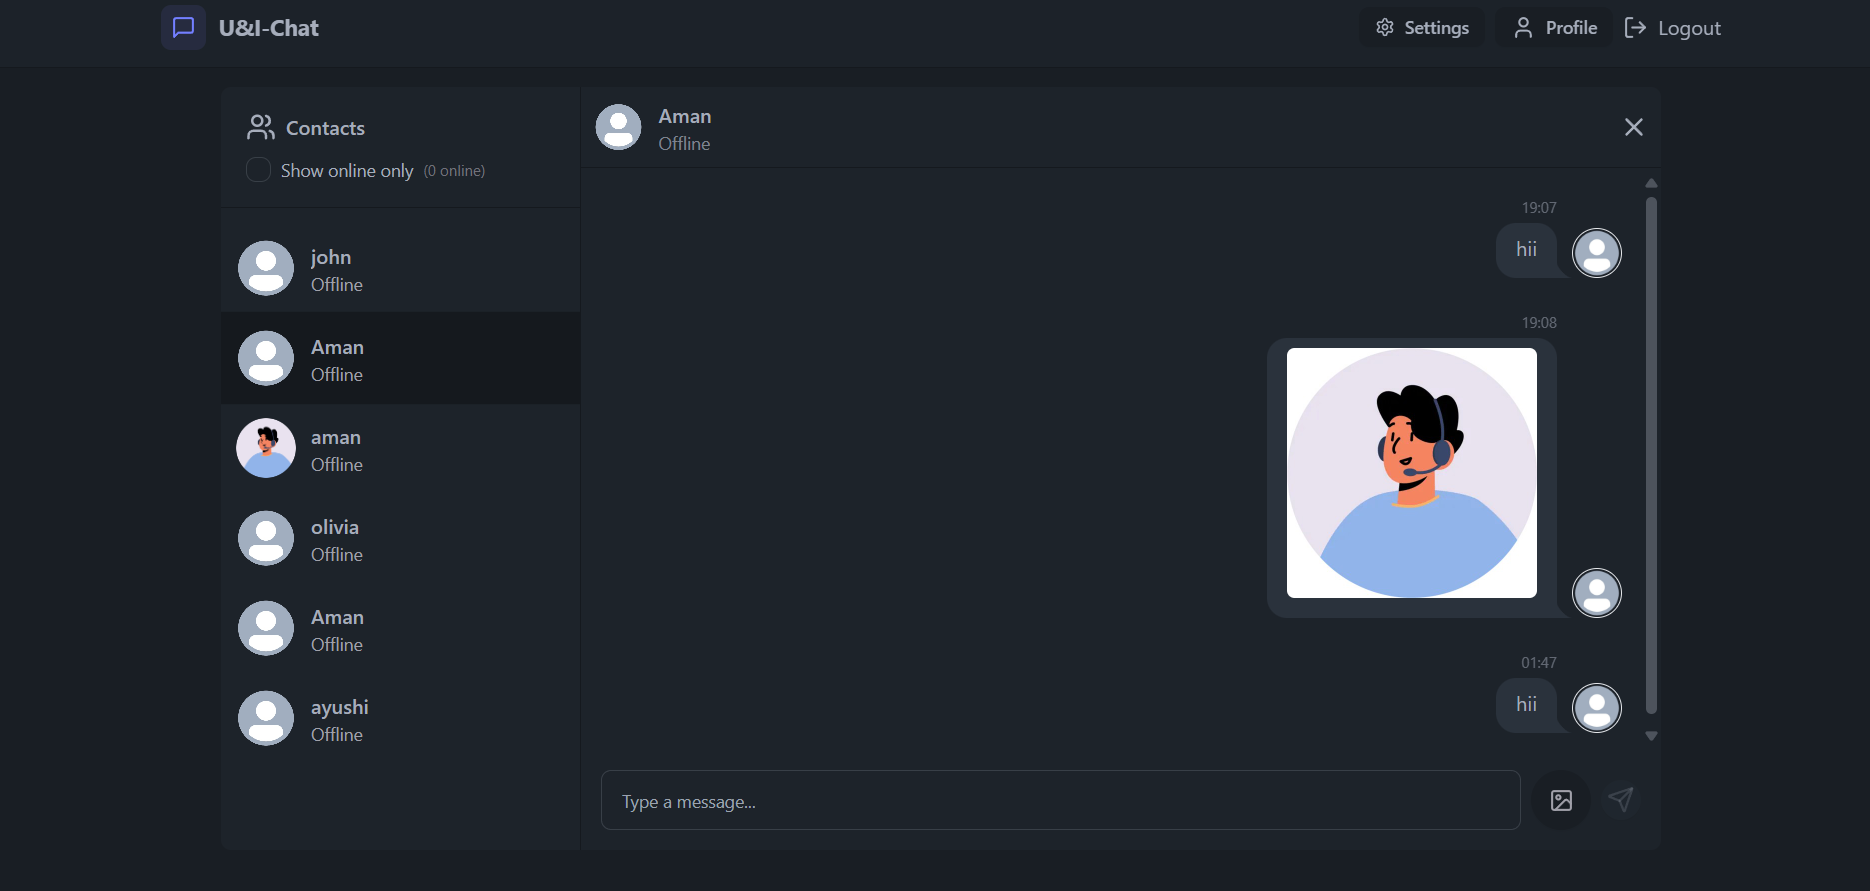 U&I-Chat
Settings
Profile
Logout
Contacts
Show online only (0 online)
john
Offline
Aman
Offline
aman
Offline
olivia
Offline
Aman
Offline
ayushi
Offline
Aman
Offline
19:07
hii
19:08
01:47
hii
Type a message...